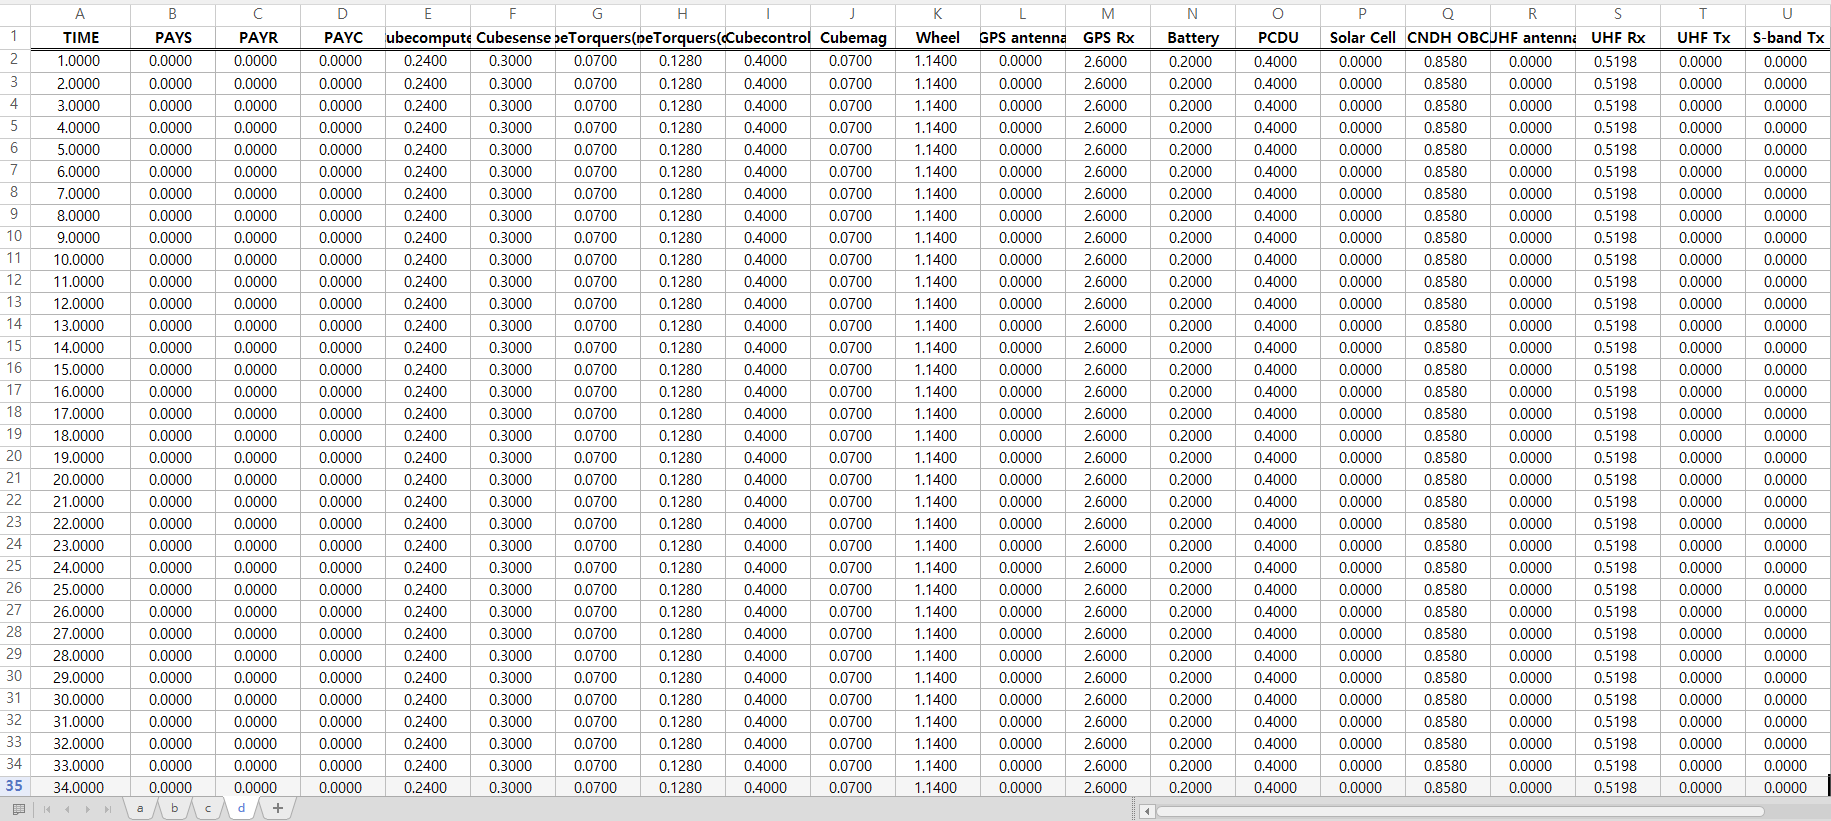 A B C D E F G H I J K L M N O P Q R S T U
1 TIME PAYS PAYR PAYC ubecompute Cubesense eTorquers( eTorquers( Cubecontrol Cubemag Wheel GPS antenna GPS Rx Battery PCDU Solar Cell CNDH OBC UHF antenna UHF Rx UHF Tx S-band Tx
2 1.0000 0.0000 0.0000 0.0000 0.2400 0.3000 0.0700 0.1280 0.4000 0.0700 1.1400 0.0000 2.6000 0.2000 0.4000 0.0000 0.8580 0.0000 0.5198 0.0000 0.0000
3 2.0000 0.0000 0.0000 0.0000 0.2400 0.3000 0.0700 0.1280 0.4000 0.0700 1.1400 0.0000 2.6000 0.2000 0.4000 0.0000 0.8580 0.0000 0.5198 0.0000 0.0000
4 3.0000 0.0000 0.0000 0.0000 0.2400 0.3000 0.0700 0.1280 0.4000 0.0700 1.1400 0.0000 2.6000 0.2000 0.4000 0.0000 0.8580 0.0000 0.5198 0.0000 0.0000
5 4.0000 0.0000 0.0000 0.0000 0.2400 0.3000 0.0700 0.1280 0.4000 0.0700 1.1400 0.0000 2.6000 0.2000 0.4000 0.0000 0.8580 0.0000 0.5198 0.0000 0.0000
6 5.0000 0.0000 0.0000 0.0000 0.2400 0.3000 0.0700 0.1280 0.4000 0.0700 1.1400 0.0000 2.6000 0.2000 0.4000 0.0000 0.8580 0.0000 0.5198 0.0000 0.0000
7 6.0000 0.0000 0.0000 0.0000 0.2400 0.3000 0.0700 0.1280 0.4000 0.0700 1.1400 0.0000 2.6000 0.2000 0.4000 0.0000 0.8580 0.0000 0.5198 0.0000 0.0000
8 7.0000 0.0000 0.0000 0.0000 0.2400 0.3000 0.0700 0.1280 0.4000 0.0700 1.1400 0.0000 2.6000 0.2000 0.4000 0.0000 0.8580 0.0000 0.5198 0.0000 0.0000
9 8.0000 0.0000 0.0000 0.0000 0.2400 0.3000 0.0700 0.1280 0.4000 0.0700 1.1400 0.0000 2.6000 0.2000 0.4000 0.0000 0.8580 0.0000 0.5198 0.0000 0.0000
10 9.0000 0.0000 0.0000 0.0000 0.2400 0.3000 0.0700 0.1280 0.4000 0.0700 1.1400 0.0000 2.6000 0.2000 0.4000 0.0000 0.8580 0.0000 0.5198 0.0000 0.0000
11 10.0000 0.0000 0.0000 0.0000 0.2400 0.3000 0.0700 0.1280 0.4000 0.0700 1.1400 0.0000 2.6000 0.2000 0.4000 0.0000 0.8580 0.0000 0.5198 0.0000 0.0000
12 11.0000 0.0000 0.0000 0.0000 0.2400 0.3000 0.0700 0.1280 0.4000 0.0700 1.1400 0.0000 2.6000 0.2000 0.4000 0.0000 0.8580 0.0000 0.5198 0.0000 0.0000
13 12.0000 0.0000 0.0000 0.0000 0.2400 0.3000 0.0700 0.1280 0.4000 0.0700 1.1400 0.0000 2.6000 0.2000 0.4000 0.0000 0.8580 0.0000 0.5198 0.0000 0.0000
14 13.0000 0.0000 0.0000 0.0000 0.2400 0.3000 0.0700 0.1280 0.4000 0.0700 1.1400 0.0000 2.6000 0.2000 0.4000 0.0000 0.8580 0.0000 0.5198 0.0000 0.0000
15 14.0000 0.0000 0.0000 0.0000 0.2400 0.3000 0.0700 0.1280 0.4000 0.0700 1.1400 0.0000 2.6000 0.2000 0.4000 0.0000 0.8580 0.0000 0.5198 0.0000 0.0000
16 15.0000 0.0000 0.0000 0.0000 0.2400 0.3000 0.0700 0.1280 0.4000 0.0700 1.1400 0.0000 2.6000 0.2000 0.4000 0.0000 0.8580 0.0000 0.5198 0.0000 0.0000
17 16.0000 0.0000 0.0000 0.0000 0.2400 0.3000 0.0700 0.1280 0.4000 0.0700 1.1400 0.0000 2.6000 0.2000 0.4000 0.0000 0.8580 0.0000 0.5198 0.0000 0.0000
18 17.0000 0.0000 0.0000 0.0000 0.2400 0.3000 0.0700 0.1280 0.4000 0.0700 1.1400 0.0000 2.6000 0.2000 0.4000 0.0000 0.8580 0.0000 0.5198 0.0000 0.0000
19 18.0000 0.0000 0.0000 0.0000 0.2400 0.3000 0.0700 0.1280 0.4000 0.0700 1.1400 0.0000 2.6000 0.2000 0.4000 0.0000 0.8580 0.0000 0.5198 0.0000 0.0000
20 19.0000 0.0000 0.0000 0.0000 0.2400 0.3000 0.0700 0.1280 0.4000 0.0700 1.1400 0.0000 2.6000 0.2000 0.4000 0.0000 0.8580 0.0000 0.5198 0.0000 0.0000
21 20.0000 0.0000 0.0000 0.0000 0.2400 0.3000 0.0700 0.1280 0.4000 0.0700 1.1400 0.0000 2.6000 0.2000 0.4000 0.0000 0.8580 0.0000 0.5198 0.0000 0.0000
22 21.0000 0.0000 0.0000 0.0000 0.2400 0.3000 0.0700 0.1280 0.4000 0.0700 1.1400 0.0000 2.6000 0.2000 0.4000 0.0000 0.8580 0.0000 0.5198 0.0000 0.0000
23 22.0000 0.0000 0.0000 0.0000 0.2400 0.3000 0.0700 0.1280 0.4000 0.0700 1.1400 0.0000 2.6000 0.2000 0.4000 0.0000 0.8580 0.0000 0.5198 0.0000 0.0000
24 23.0000 0.0000 0.0000 0.0000 0.2400 0.3000 0.0700 0.1280 0.4000 0.0700 1.1400 0.0000 2.6000 0.2000 0.4000 0.0000 0.8580 0.0000 0.5198 0.0000 0.0000
25 24.0000 0.0000 0.0000 0.0000 0.2400 0.3000 0.0700 0.1280 0.4000 0.0700 1.1400 0.0000 2.6000 0.2000 0.4000 0.0000 0.8580 0.0000 0.5198 0.0000 0.0000
26 25.0000 0.0000 0.0000 0.0000 0.2400 0.3000 0.0700 0.1280 0.4000 0.0700 1.1400 0.0000 2.6000 0.2000 0.4000 0.0000 0.8580 0.0000 0.5198 0.0000 0.0000
27 26.0000 0.0000 0.0000 0.0000 0.2400 0.3000 0.0700 0.1280 0.4000 0.0700 1.1400 0.0000 2.6000 0.2000 0.4000 0.0000 0.8580 0.0000 0.5198 0.0000 0.0000
28 27.0000 0.0000 0.0000 0.0000 0.2400 0.3000 0.0700 0.1280 0.4000 0.0700 1.1400 0.0000 2.6000 0.2000 0.4000 0.0000 0.8580 0.0000 0.5198 0.0000 0.0000
29 28.0000 0.0000 0.0000 0.0000 0.2400 0.3000 0.0700 0.1280 0.4000 0.0700 1.1400 0.0000 2.6000 0.2000 0.4000 0.0000 0.8580 0.0000 0.5198 0.0000 0.0000
30 29.0000 0.0000 0.0000 0.0000 0.2400 0.3000 0.0700 0.1280 0.4000 0.0700 1.1400 0.0000 2.6000 0.2000 0.4000 0.0000 0.8580 0.0000 0.5198 0.0000 0.0000
31 30.0000 0.0000 0.0000 0.0000 0.2400 0.3000 0.0700 0.1280 0.4000 0.0700 1.1400 0.0000 2.6000 0.2000 0.4000 0.0000 0.8580 0.0000 0.5198 0.0000 0.0000
32 31.0000 0.0000 0.0000 0.0000 0.2400 0.3000 0.0700 0.1280 0.4000 0.0700 1.1400 0.0000 2.6000 0.2000 0.4000 0.0000 0.8580 0.0000 0.5198 0.0000 0.0000
33 32.0000 0.0000 0.0000 0.0000 0.2400 0.3000 0.0700 0.1280 0.4000 0.0700 1.1400 0.0000 2.6000 0.2000 0.4000 0.0000 0.8580 0.0000 0.5198 0.0000 0.0000
34 33.0000 0.0000 0.0000 0.0000 0.2400 0.3000 0.0700 0.1280 0.4000 0.0700 1.1400 0.0000 2.6000 0.2000 0.4000 0.0000 0.8580 0.0000 0.5198 0.0000 0.0000
35 34.0000 0.0000 0.0000 0.0000 0.2400 0.3000 0.0700 0.1280 0.4000 0.0700 1.1400 0.0000 2.6000 0.2000 0.4000 0.0000 0.8580 0.0000 0.5198 0.0000 0.0000
a b c d +